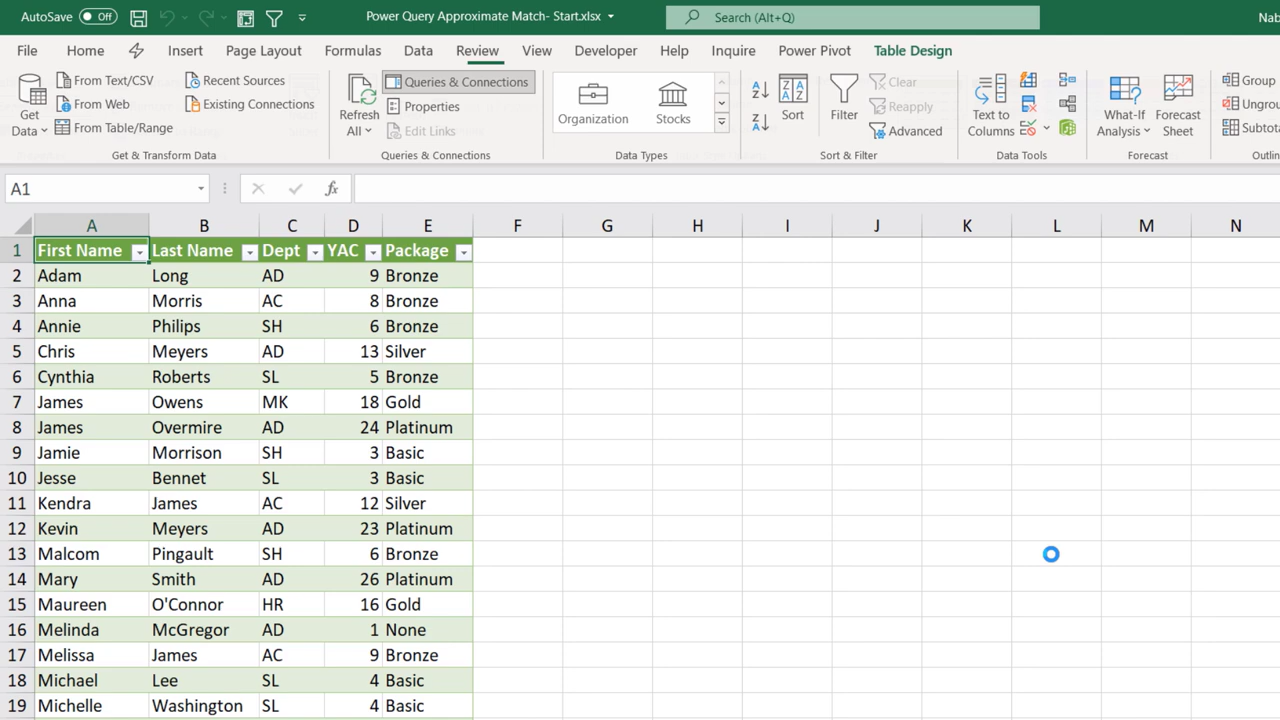 AutoSave Off Power Query Approximate Match- Start.xlsx Search (Alt+Q) Nab
File Home Insert Page Layout Formulas Data Review View Developer Help Inquire Power Pivot Table Design
Get Data
From Text/CSV
From Web
From Table/Range
Recent Sources
Existing Connections
Get & Transform Data
Refresh All
Queries & Connections
Properties
Edit Links
Queries & Connections
Organization Stocks
Data Types
Sort
Filter
Clear
Reapply
Advanced
Sort & Filter
Text to Columns
Data Tools
What-If Analysis
Forecast Sheet
Forecast
Group
Ungrou
Subtota
Outlin
A1 fx
A B C D E F G H I J K L M N
1 First Name Last Name Dept YAC Package
2 Adam Long AD 9 Bronze
3 Anna Morris AC 8 Bronze
4 Annie Philips SH 6 Bronze
5 Chris Meyers AD 13 Silver
6 Cynthia Roberts SL 5 Bronze
7 James Owens MK 18 Gold
8 James Overmire AD 24 Platinum
9 Jamie Morrison SH 3 Basic
10 Jesse Bennet SL 3 Basic
11 Kendra James AC 12 Silver
12 Kevin Meyers AD 23 Platinum
13 Malcom Pingault SH 6 Bronze
14 Mary Smith AD 26 Platinum
15 Maureen O'Connor HR 16 Gold
16 Melinda McGregor AD 1 None
17 Melissa James AC 9 Bronze
18 Michael Lee SL 4 Basic
19 Michelle Washington SL 4 Basic